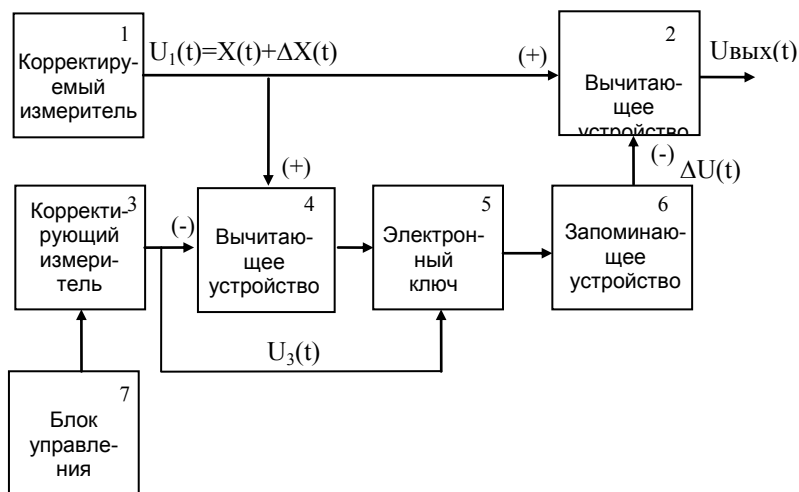 1
Корректиру-
емый
измеритель
U₁(t)=X(t)+ΔX(t)
(+)
2
Вычитаю-
щее
устройство
Uвых(t)
(+)
(-)
ΔU(t)
3
Корректи-
рующий
измери-
тель
(-)
4
Вычитаю-
щее
устройство
5
Электрон-
ный
ключ
6
Запоминаю-
щее
устройство
U₃(t)
7
Блок
управле-
ния